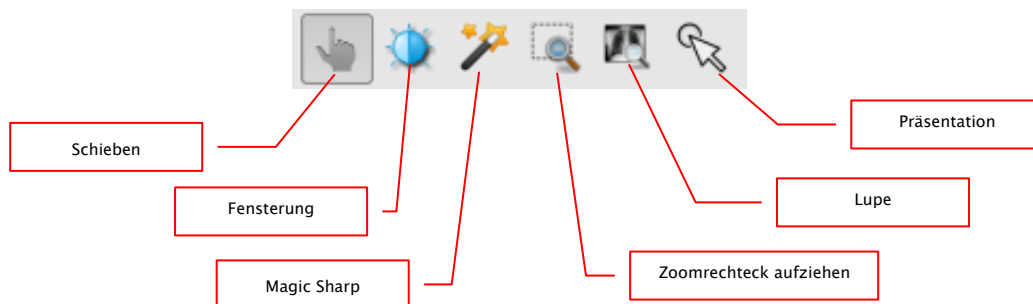 Präsentation
Schieben
Lupe
Fensterung
Zoomrechteck aufziehen
Magic Sharp